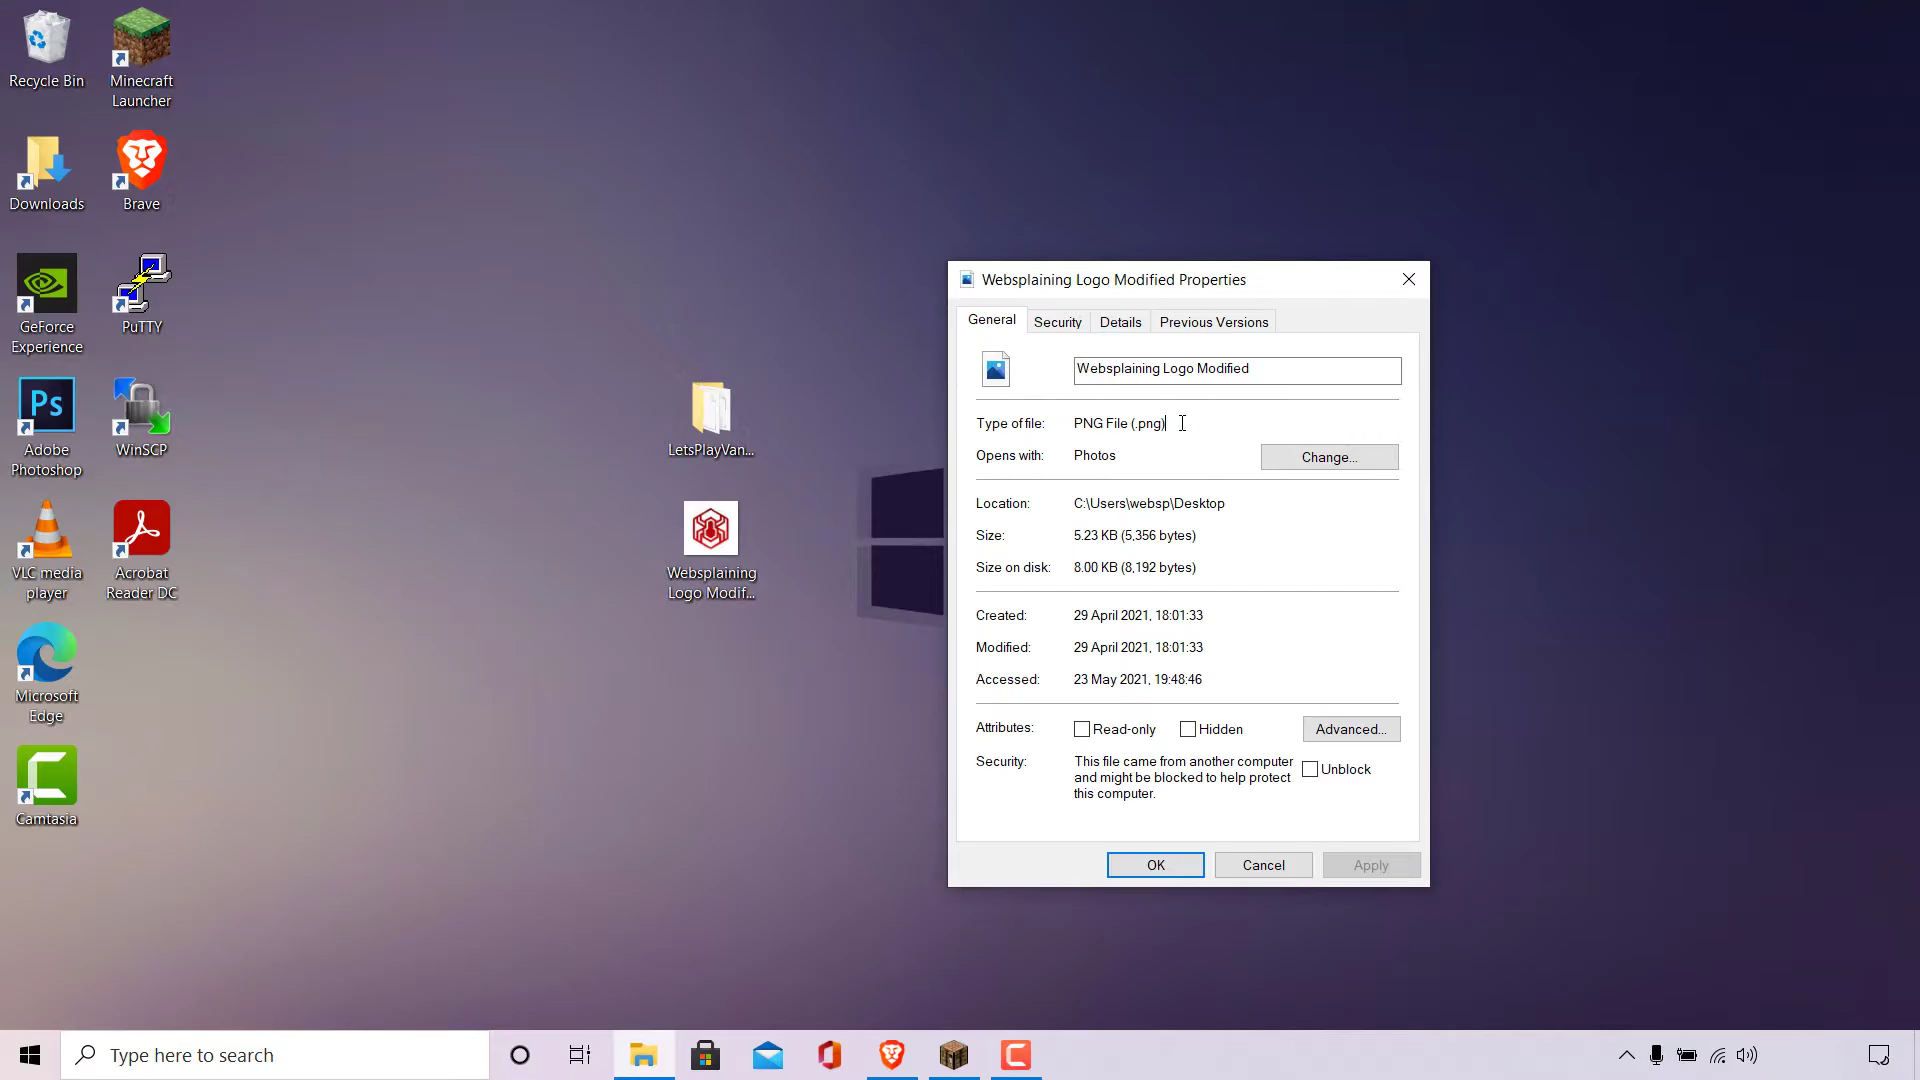 Recycle Bin
Minecraft
Launcher
Downloads
Brave
GeForce
Experience
PuTTY
Ps
Adobe
Photoshop
WinSCP
VLC media
player
Acrobat
Reader DC
Microsoft
Edge
Camtasia
LetsPlayVan...
Websplaining
Logo Modif...
Websplaining Logo Modified Properties
General
Security
Details
Previous Versions
Websplaining Logo Modified
Type of file: PNG File (.png)
Opens with: Photos
Change...
Location: C:\Users\websp\Desktop
Size: 5.23 KB (5,356 bytes)
Size on disk: 8.00 KB (8,192 bytes)
Created: 29 April 2021, 18:01:33
Modified: 29 April 2021, 18:01:33
Accessed: 23 May 2021, 19:48:46
Attributes: Read-only Hidden Advanced...
Security: This file came from another computer
and might be blocked to help protect
this computer.
Unblock
OK
Cancel
Apply
Type here to search